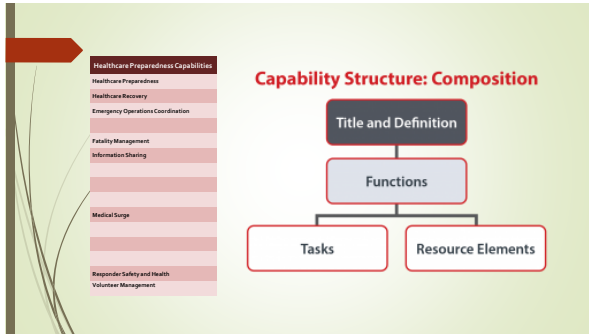 Healthcare Preparedness Capabilities
Healthcare Preparedness
Healthcare Recovery
Emergency Operations Coordination
Fatality Management
Information Sharing
Medical Surge
Responder Safety and Health
Volunteer Management
Capability Structure: Composition
Title and Definition
Functions
Tasks
Resource Elements